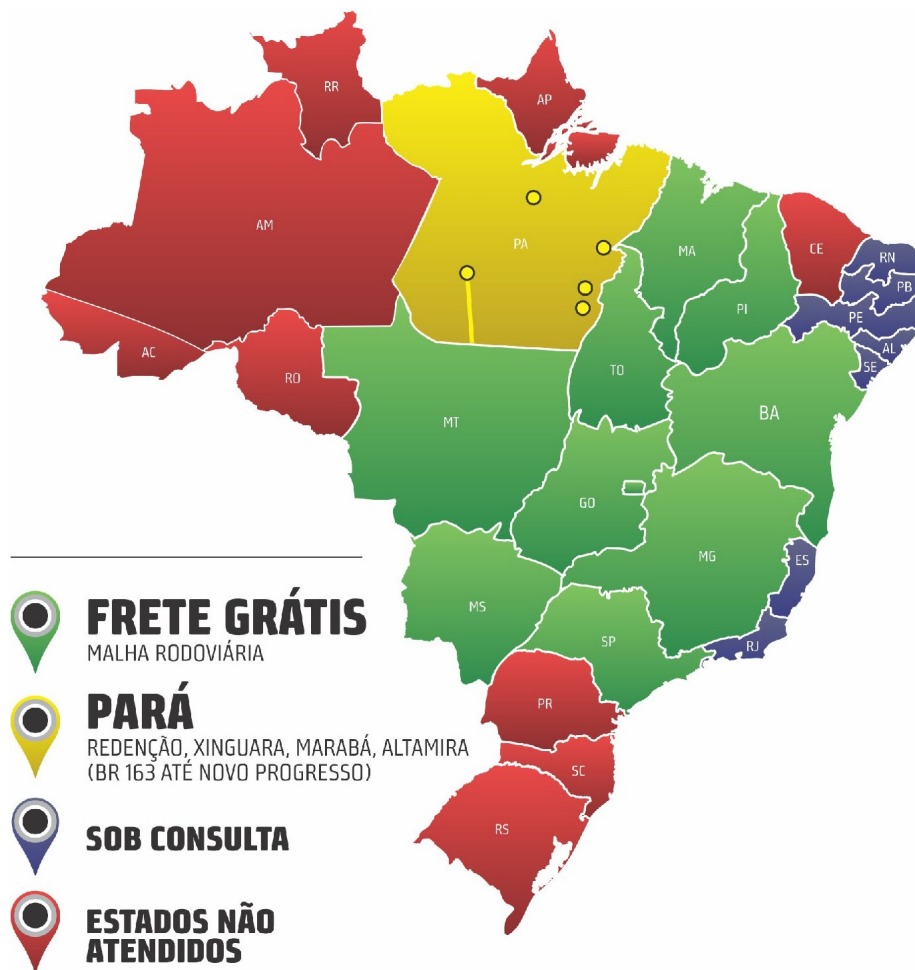 RR
AP
AM
PA
MA
CE
RN
PB
PI
PE
AL
SE
AC
RO
TO
MT
BA
GO
MG
ES
MS
SP
RJ
PR
SC
RS
FRETE GRÁTIS
MALHA RODOVIÁRIA
PARÁ
REDENÇÃO, XINGUARA, MARABÁ, ALTAMIRA
(BR 163 ATÉ NOVO PROGRESSO)
SOB CONSULTA
ESTADOS NÃO
ATENDIDOS